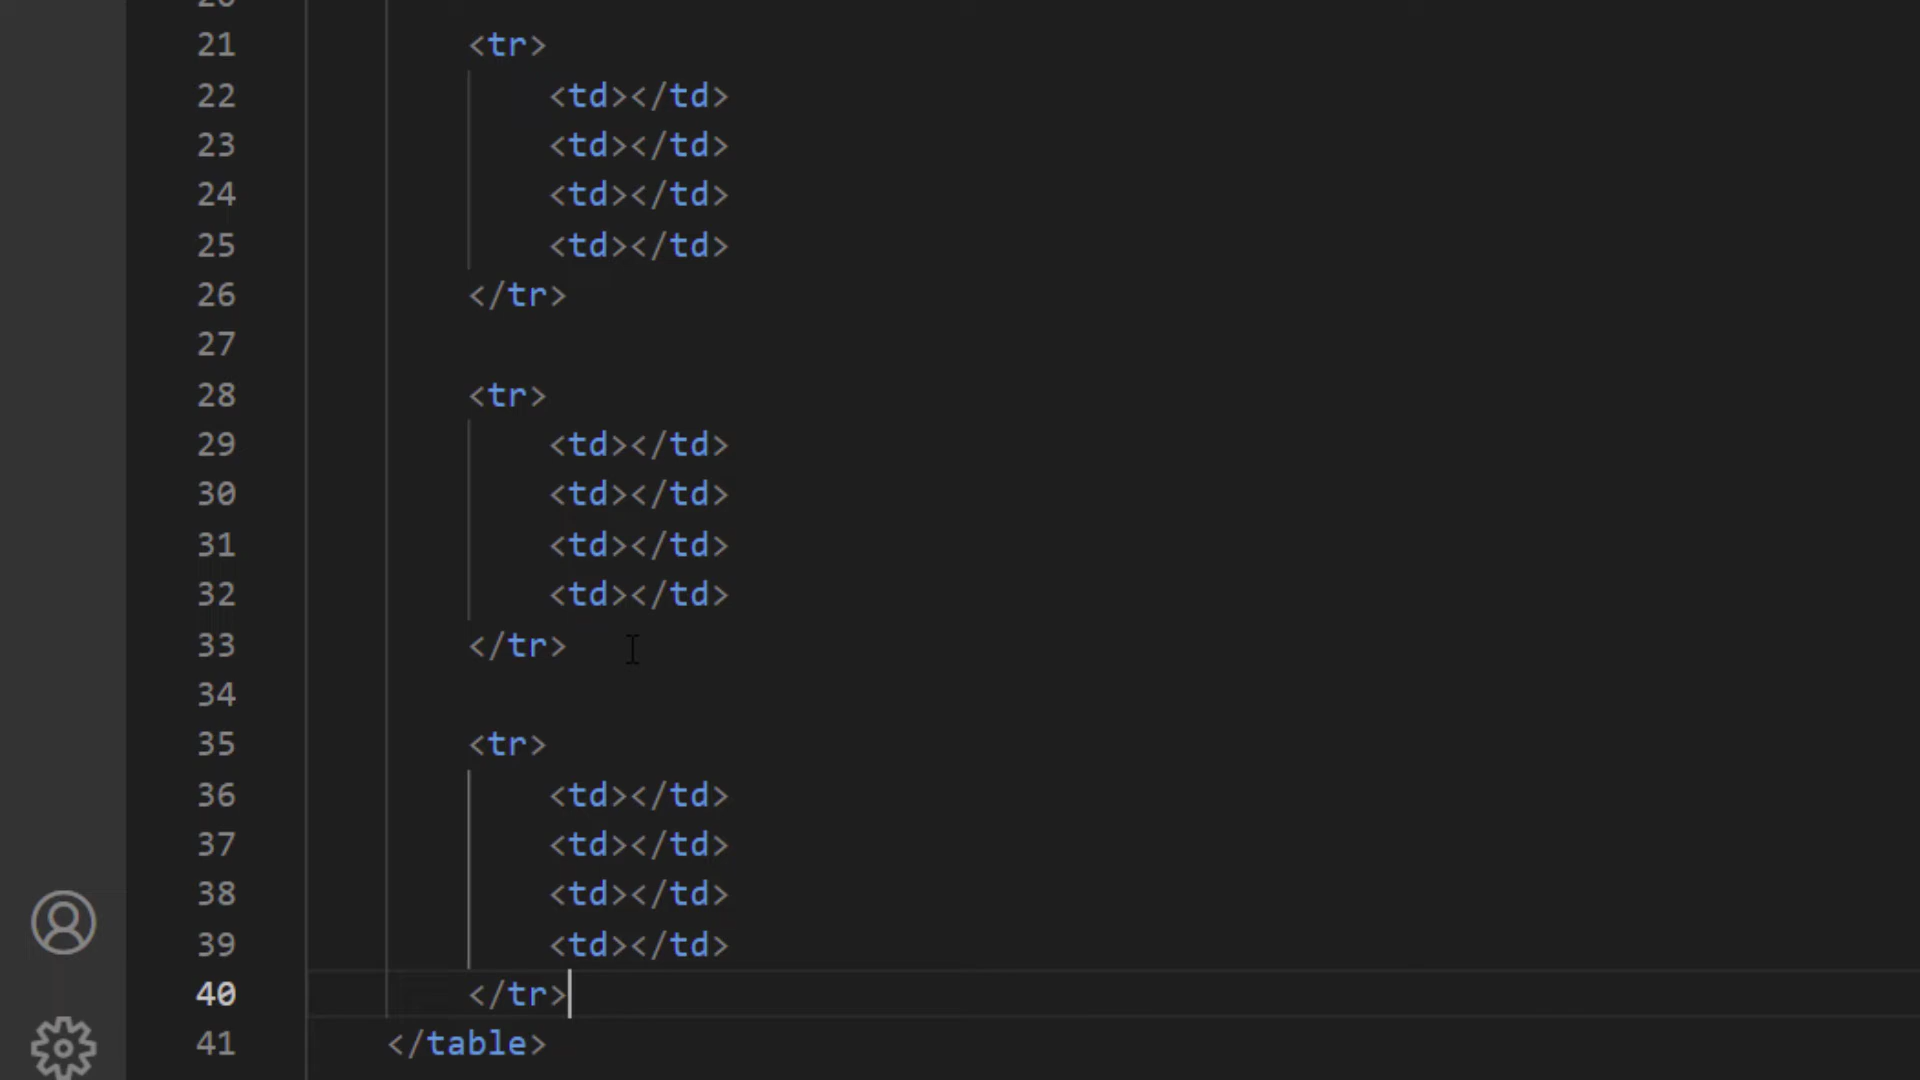 20
21 <tr>
22 <td></td>
23 <td></td>
24 <td></td>
25 <td></td>
26 </tr>
27
28 <tr>
29 <td></td>
30 <td></td>
31 <td></td>
32 <td></td>
33 </tr>
34
35 <tr>
36 <td></td>
37 <td></td>
38 <td></td>
39 <td></td>
40 </tr>
41 </table>